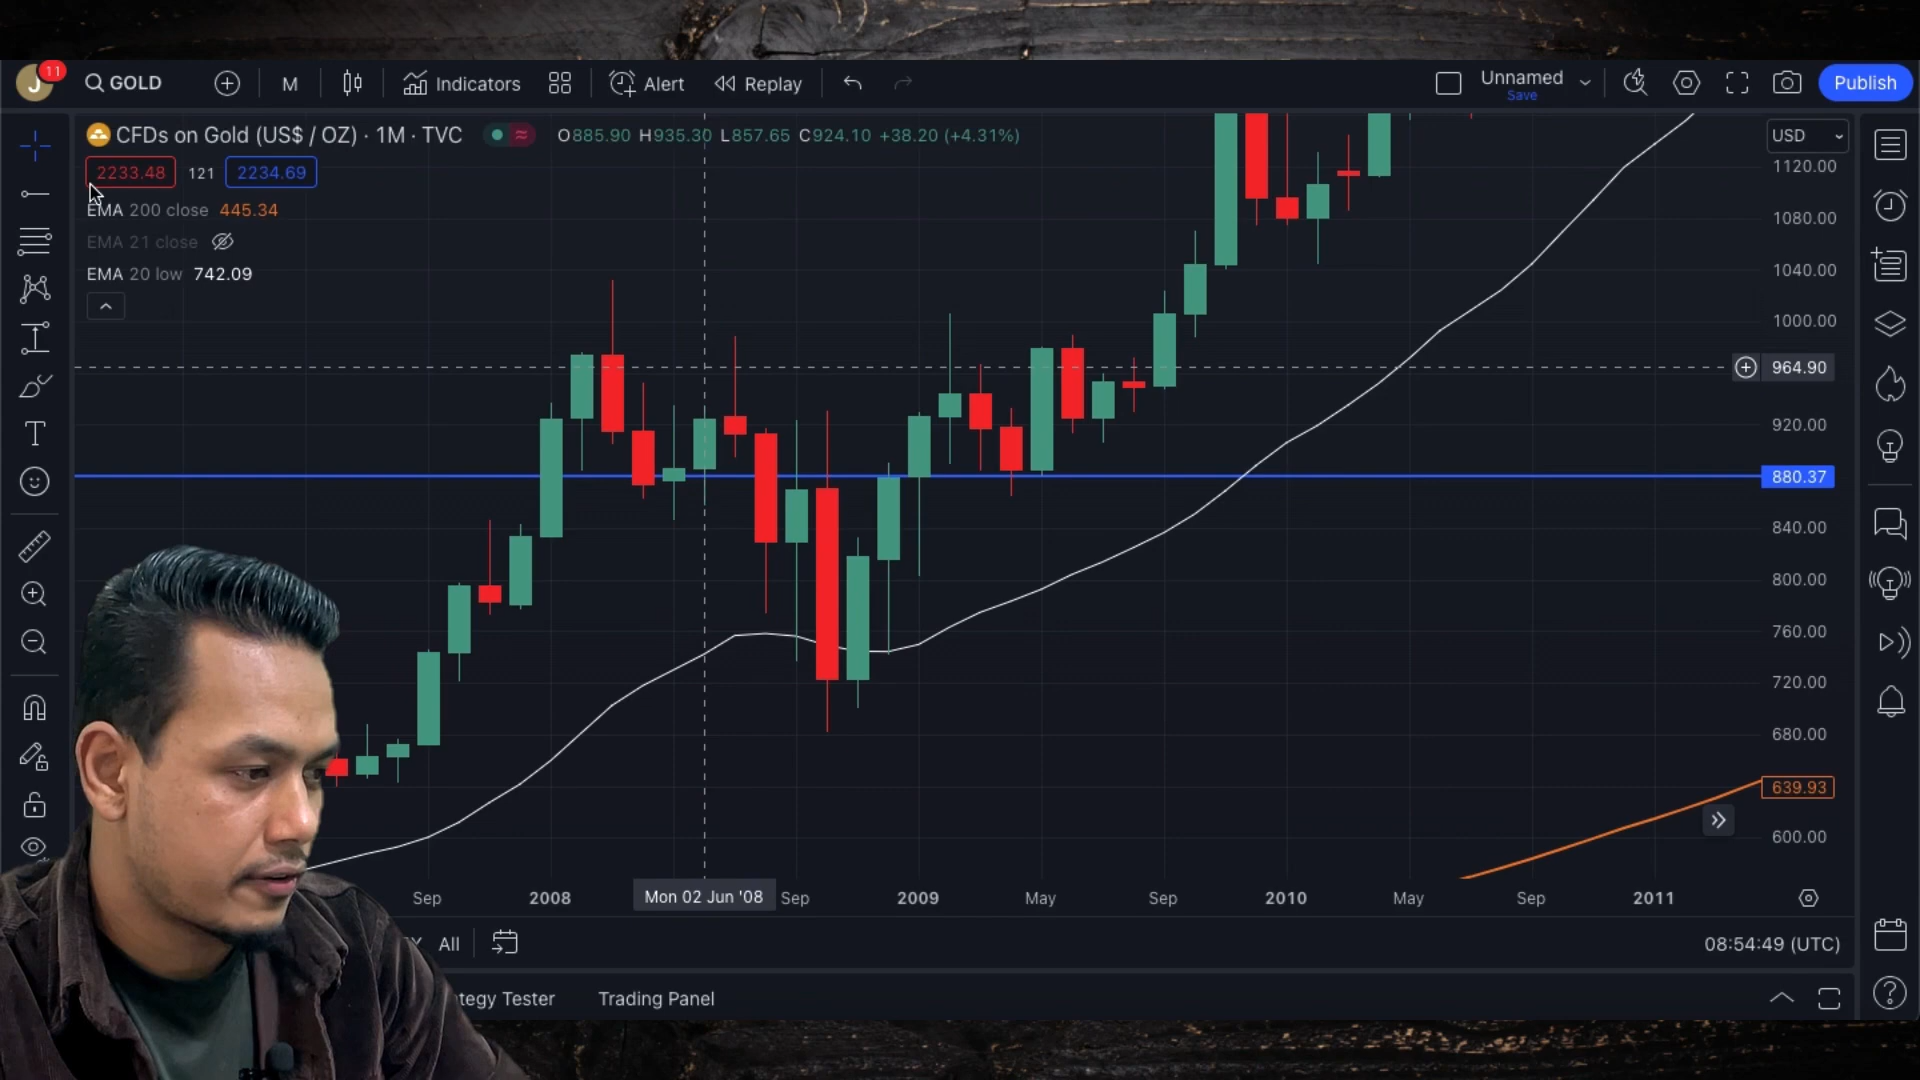 J 11 GOLD M Indicators Alert Replay Unnamed Save Publish
CFDs on Gold (US$ / OZ) · 1M · TVC O885.90 H935.30 L857.65 C924.10 +38.20 (+4.31%) USD
2233.48 121 2234.69
EMA 200 close 445.34
EMA 21 close
EMA 20 low 742.09
1120.00
1080.00
1040.00
1000.00
964.90
920.00
880.37
840.00
800.00
760.00
720.00
680.00
639.93
600.00
Sep 2008 Mon 02 Jun '08 Sep 2009 May Sep 2010 May Sep 2011
All 08:54:49 (UTC)
tegy Tester Trading Panel